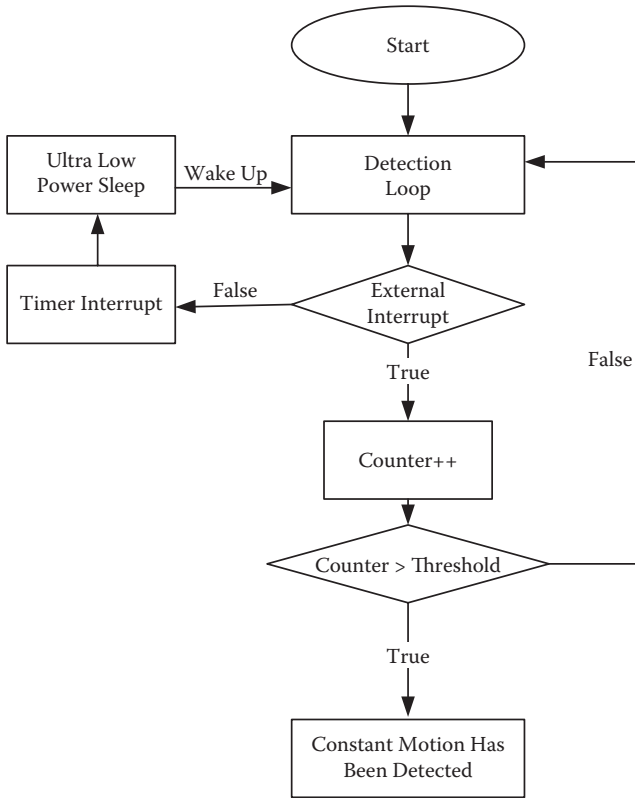 Start
Ultra Low
Power Sleep
Wake Up
Detection
Loop
Timer Interrupt
False
External
Interrupt
True
False
Counter++
Counter > Threshold
True
Constant Motion Has
Been Detected